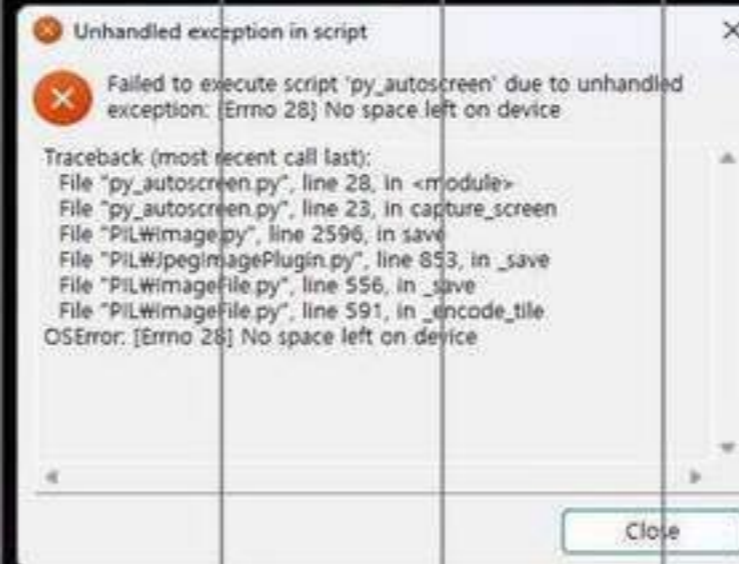 Unhandled exception in script
Failed to execute script 'py_autoscreen' due to unhandled
exception: [Errno 28] No space left on device
Traceback (most recent call last):
File "py_autoscreen.py", line 28, in <module>
File "py_autoscreen.py", line 23, in capture_screen
File "PIL₩Image.py", line 2596, in save
File "PIL₩JpegImagePlugin.py", line 853, in _save
File "PIL₩ImageFile.py", line 556, in _save
File "PIL₩ImageFile.py", line 591, in _encode_tile
OSError: [Errno 28] No space left on device
Close